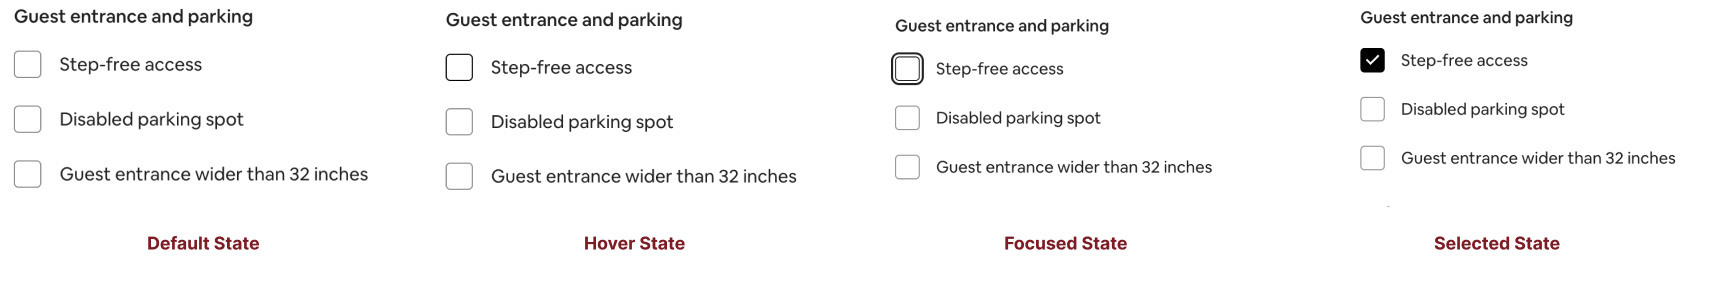 Guest entrance and parking
Step-free access
Disabled parking spot
Guest entrance wider than 32 inches
Default State
Guest entrance and parking
Step-free access
Disabled parking spot
Guest entrance wider than 32 inches
Hover State
Guest entrance and parking
Step-free access
Disabled parking spot
Guest entrance wider than 32 inches
Focused State
Guest entrance and parking
Step-free access
Disabled parking spot
Guest entrance wider than 32 inches
Selected State